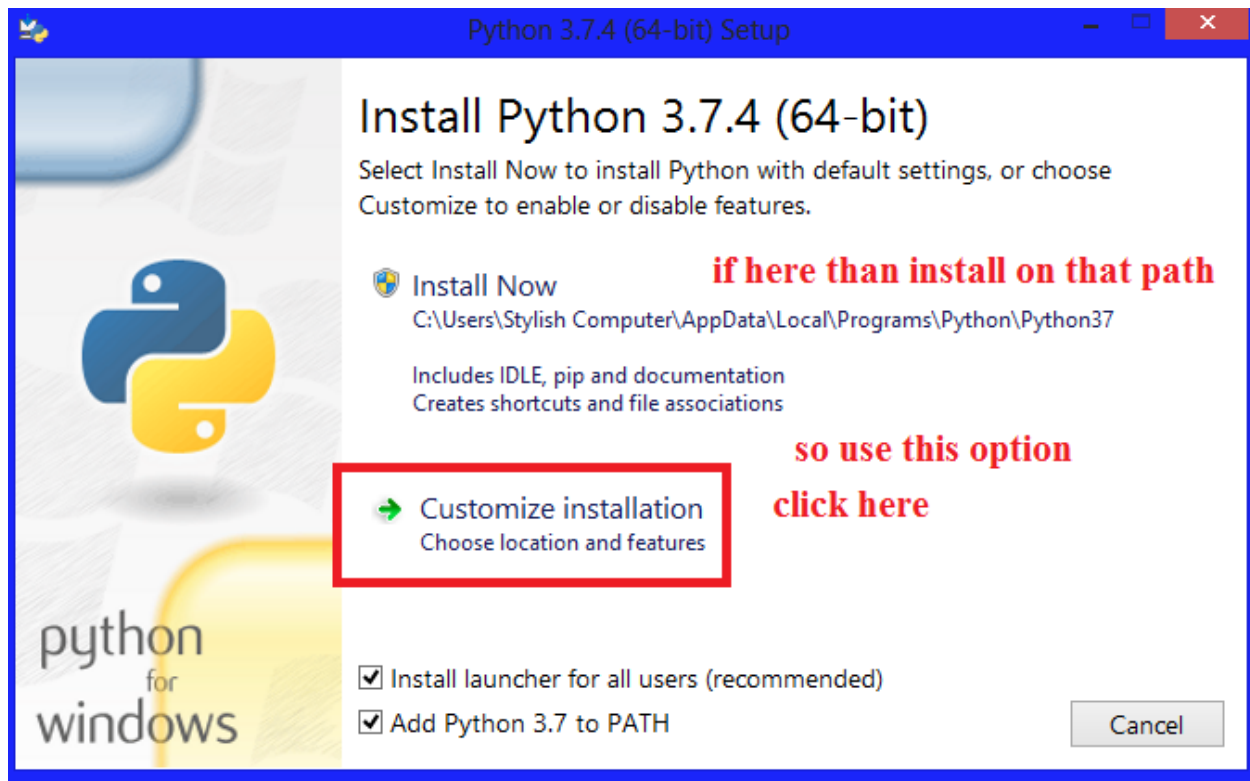 Python 3.7.4 (64-bit) Setup
Install Python 3.7.4 (64-bit)
Select Install Now to install Python with default settings, or choose
Customize to enable or disable features.
if here than install on that path
Install Now
C:\Users\Stylish Computer\AppData\Local\Programs\Python\Python37
Includes IDLE, pip and documentation
Creates shortcuts and file associations
so use this option
Customize installation
click here
Choose location and features
python
for
windows
Install launcher for all users (recommended)
Add Python 3.7 to PATH
Cancel